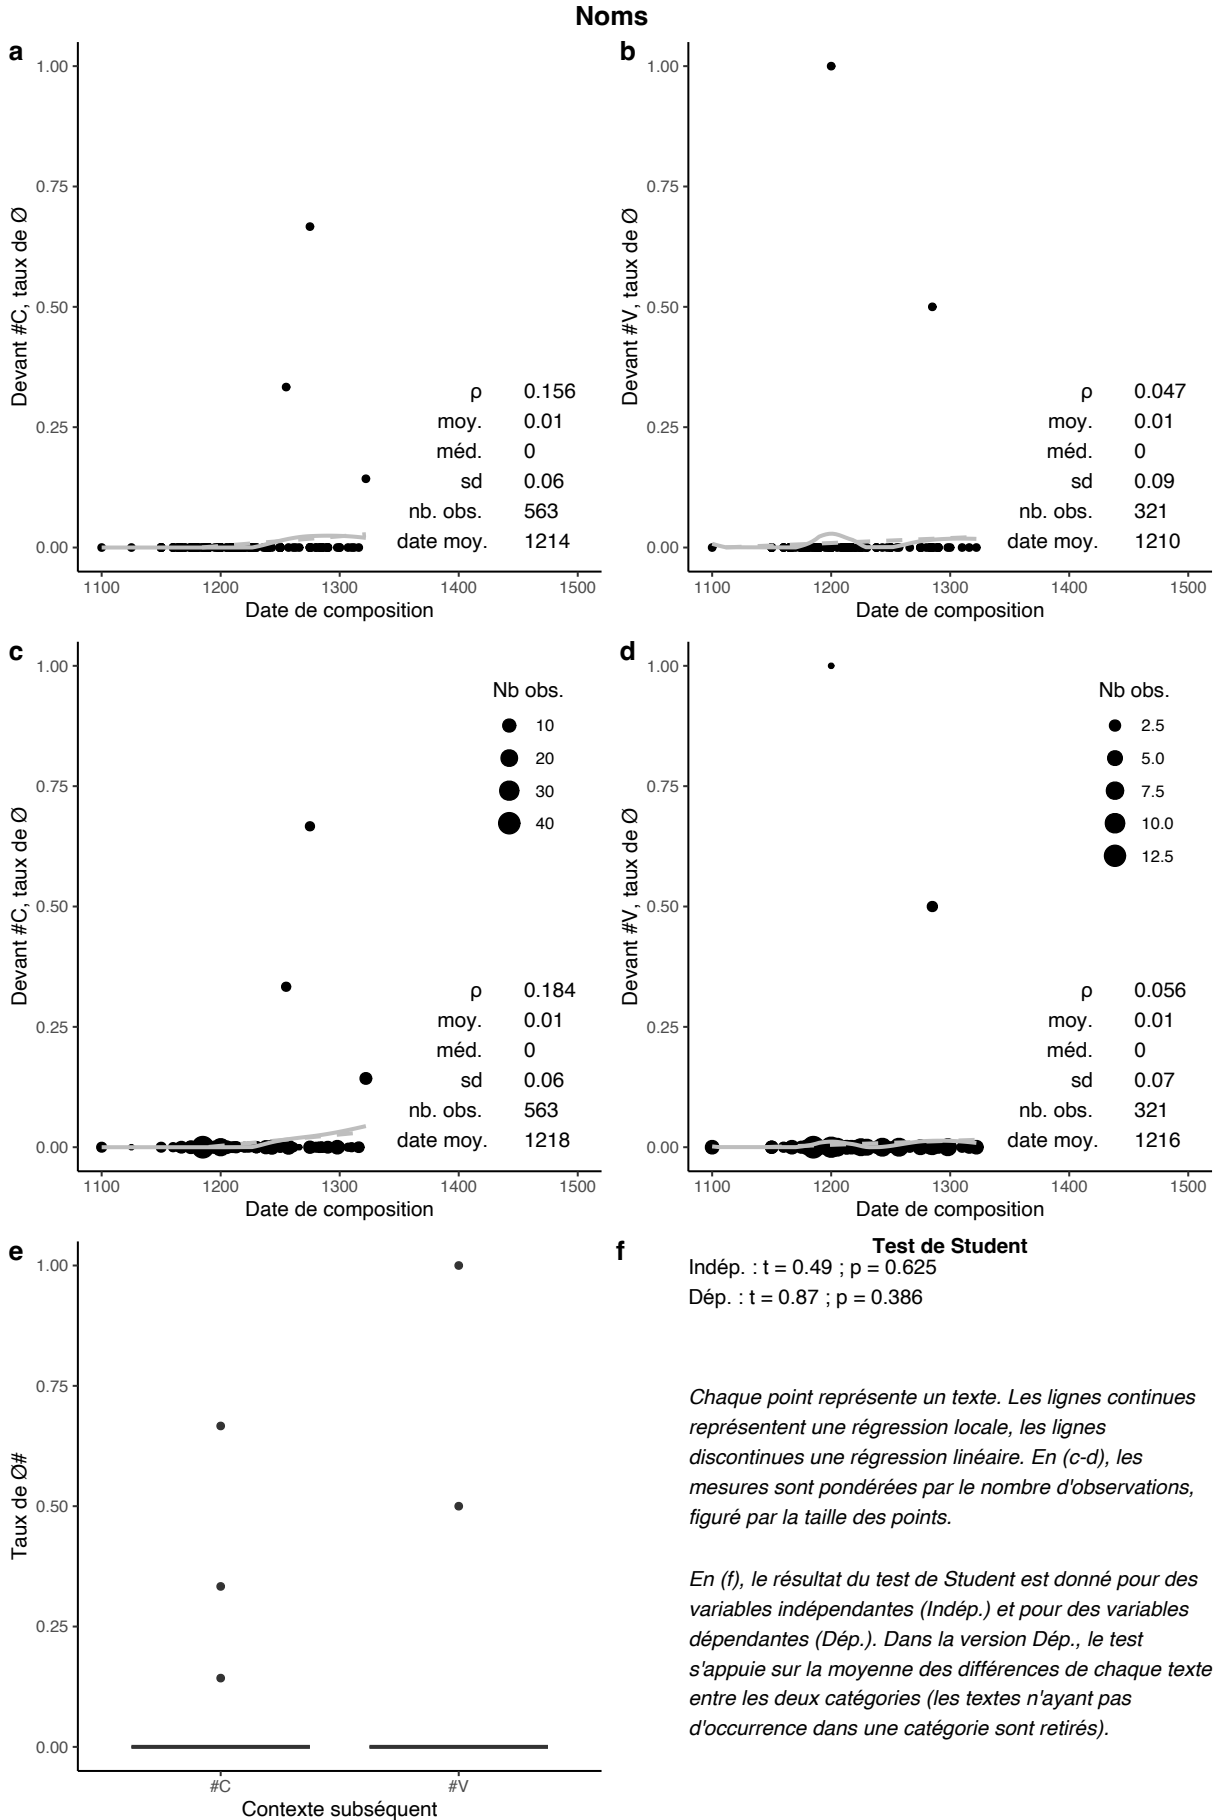 Noms
a
1.00
0.75
0.50
0.25
0.00
Devant #C, taux de Ø
ρ 0.156
moy. 0.01
méd. 0
sd 0.06
nb. obs. 563
date moy. 1214
1100 1200 1300 1400 1500
Date de composition
b
1.00
0.75
0.50
0.25
0.00
Devant #V, taux de Ø
ρ 0.047
moy. 0.01
méd. 0
sd 0.09
nb. obs. 321
date moy. 1210
1100 1200 1300 1400 1500
Date de composition
c
1.00
0.75
0.50
0.25
0.00
Devant #C, taux de Ø
Nb obs.
10
20
30
40
ρ 0.184
moy. 0.01
méd. 0
sd 0.06
nb. obs. 563
date moy. 1218
1100 1200 1300 1400 1500
Date de composition
d
1.00
0.75
0.50
0.25
0.00
Devant #V, taux de Ø
Nb obs.
2.5
5.0
7.5
10.0
12.5
ρ 0.056
moy. 0.01
méd. 0
sd 0.07
nb. obs. 321
date moy. 1216
1100 1200 1300 1400 1500
Date de composition
e
1.00
0.75
0.50
0.25
0.00
Taux de Ø#
#C #V
Contexte subséquent
f
Test de Student
Indép. : t = 0.49 ; p = 0.625
Dép. : t = 0.87 ; p = 0.386
Chaque point représente un texte. Les lignes continues
représentent une régression locale, les lignes
discontinues une régression linéaire. En (c-d), les
mesures sont pondérées par le nombre d'observations,
figuré par la taille des points.
En (f), le résultat du test de Student est donné pour des
variables indépendantes (Indép.) et pour des variables
dépendantes (Dép.). Dans la version Dép., le test
s'appuie sur la moyenne des différences de chaque texte
entre les deux catégories (les textes n'ayant pas
d'occurrence dans une catégorie sont retirés).